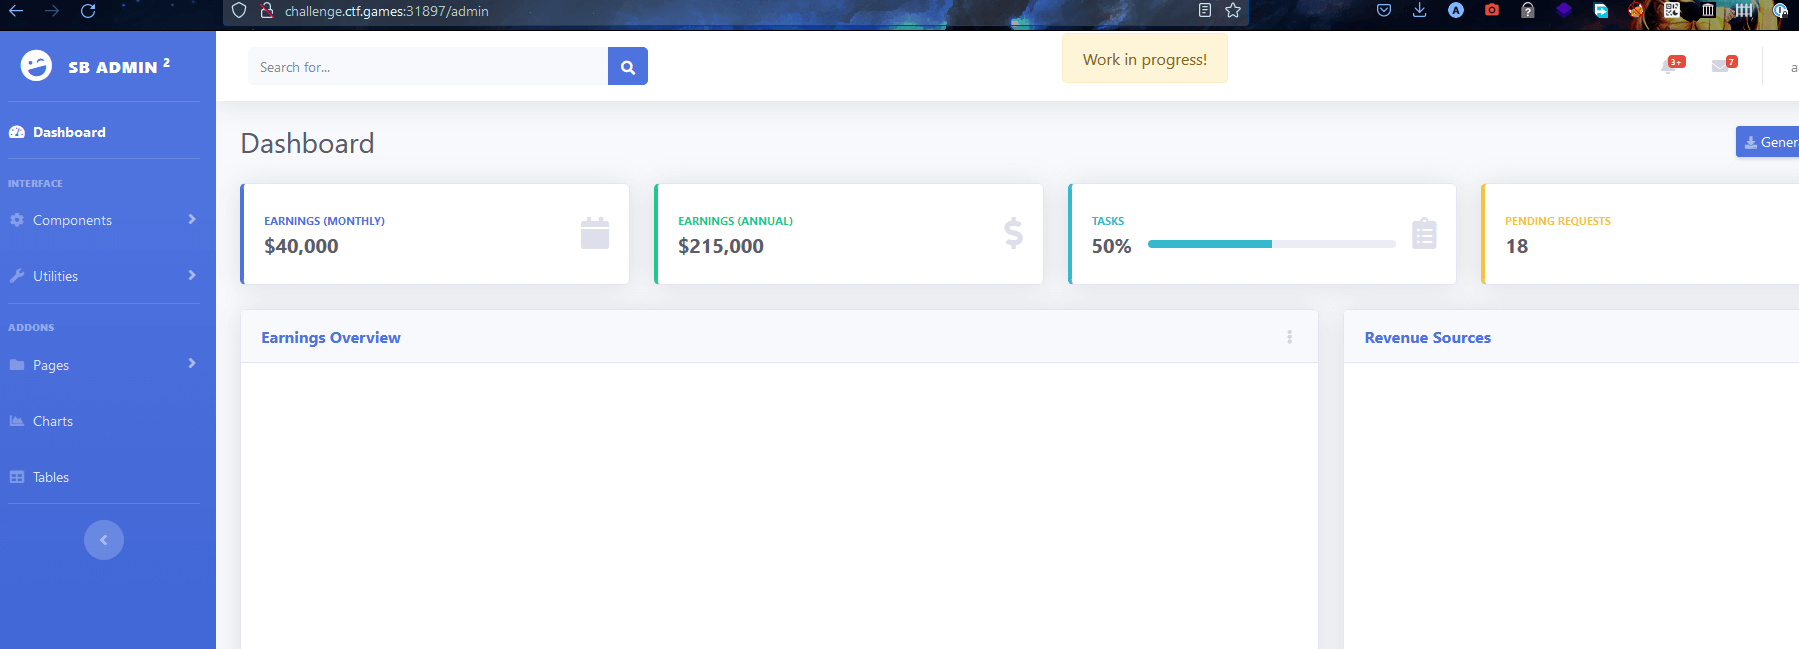 challenge.ctf.games:31897/admin
SB ADMIN 2
Search for...
Work in progress!
3+
7
a
Dashboard
INTERFACE
Components
Utilities
ADDONS
Pages
Charts
Tables
Dashboard
Gener
EARNINGS (MONTHLY)
$40,000
EARNINGS (ANNUAL)
$215,000
TASKS
50%
PENDING REQUESTS
18
Earnings Overview
Revenue Sources